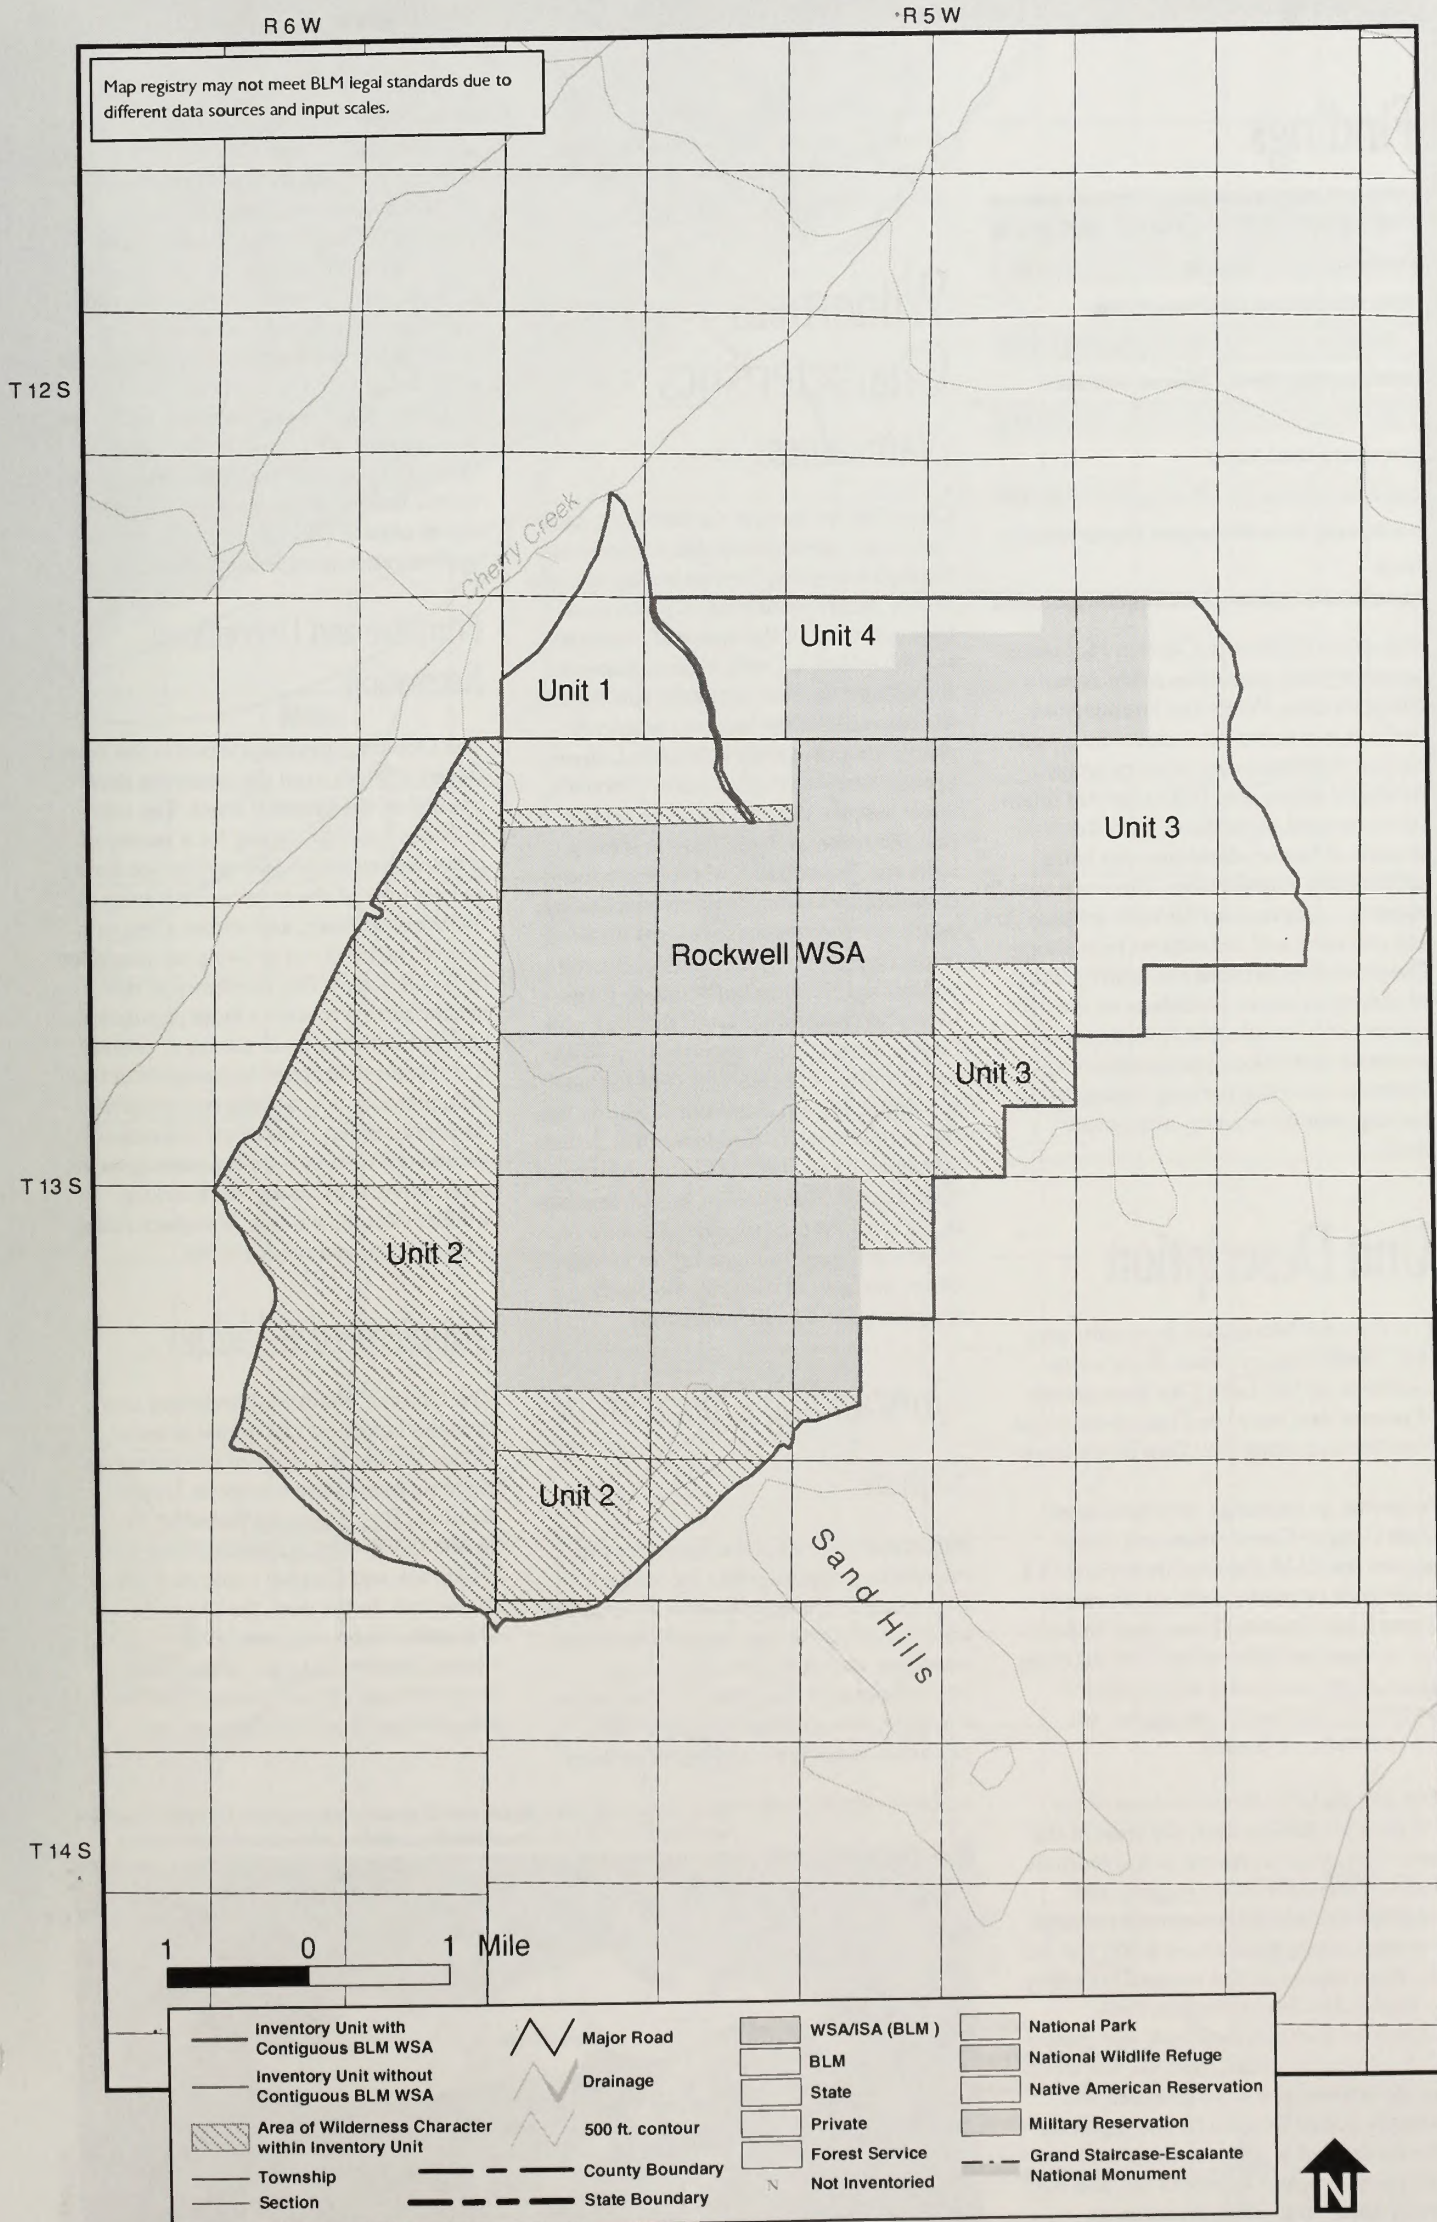 R 6 W
R 5 W
Map registry may not meet BLM legal standards due to
different data sources and input scales.
T 12 S
Cherry Creek
Unit 4
Unit 1
Unit 3
Rockwell WSA
Unit 3
T 13 S
Unit 2
Unit 2
Sand Hills
T 14 S
1 0 1 Mile
Inventory Unit with
Contiguous BLM WSA
Inventory Unit without
Contiguous BLM WSA
Area of Wilderness Character
within Inventory Unit
Township
Section
Major Road
Drainage
500 ft. contour
County Boundary
State Boundary
WSA/ISA (BLM )
BLM
State
Private
Forest Service
N Not Inventoried
National Park
National Wildlife Refuge
Native American Reservation
Military Reservation
Grand Staircase-Escalante
National Monument
N